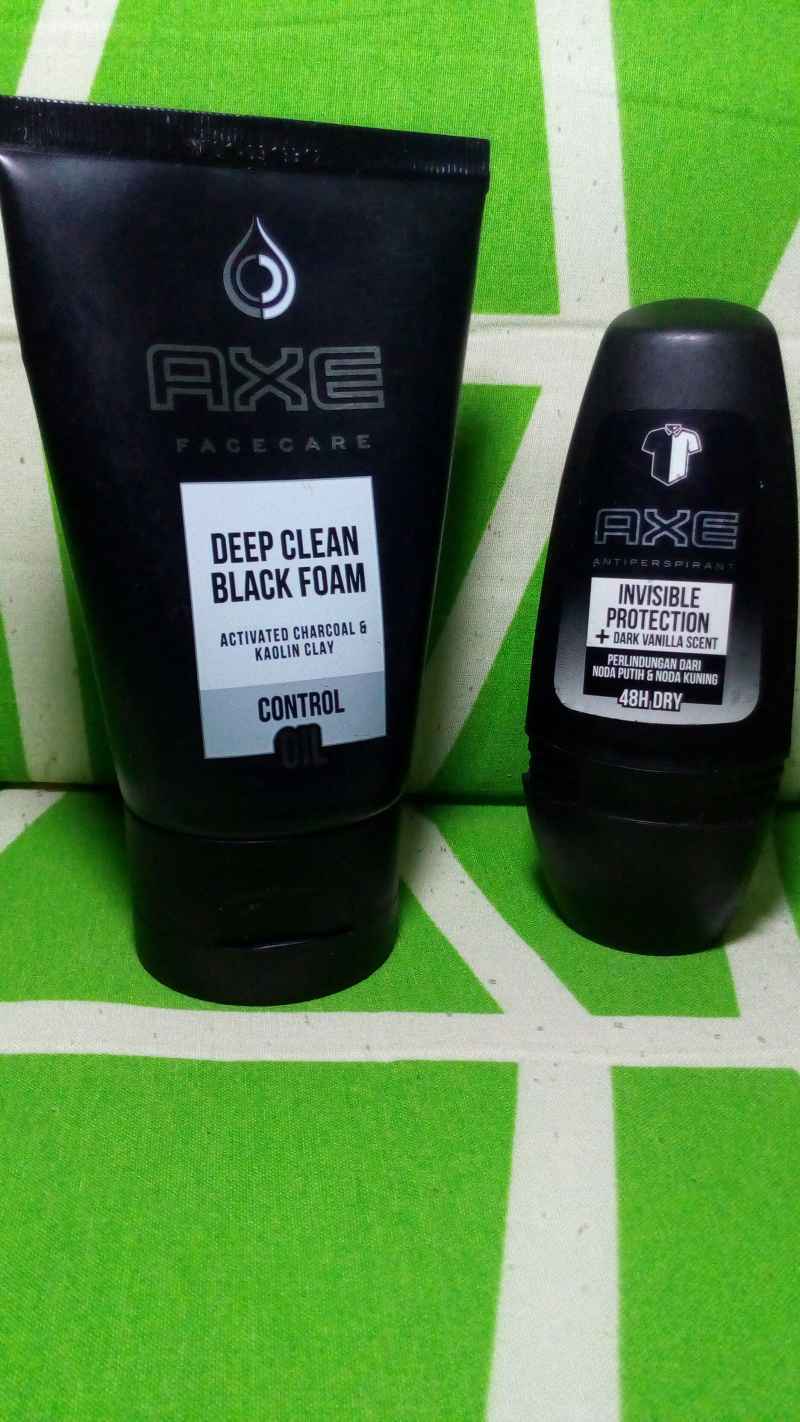 AXE
FACECARE
DEEP CLEAN
BLACK FOAM
ACTIVATED CHARCOAL &
KAOLIN CLAY
CONTROL
OIL
AXE
ANTIPERSPIRANT
INVISIBLE
PROTECTION
+ DARK VANILLA SCENT
PERLINDUNGAN DARI
NODA PUTIH & NODA KUNING
48H DRY